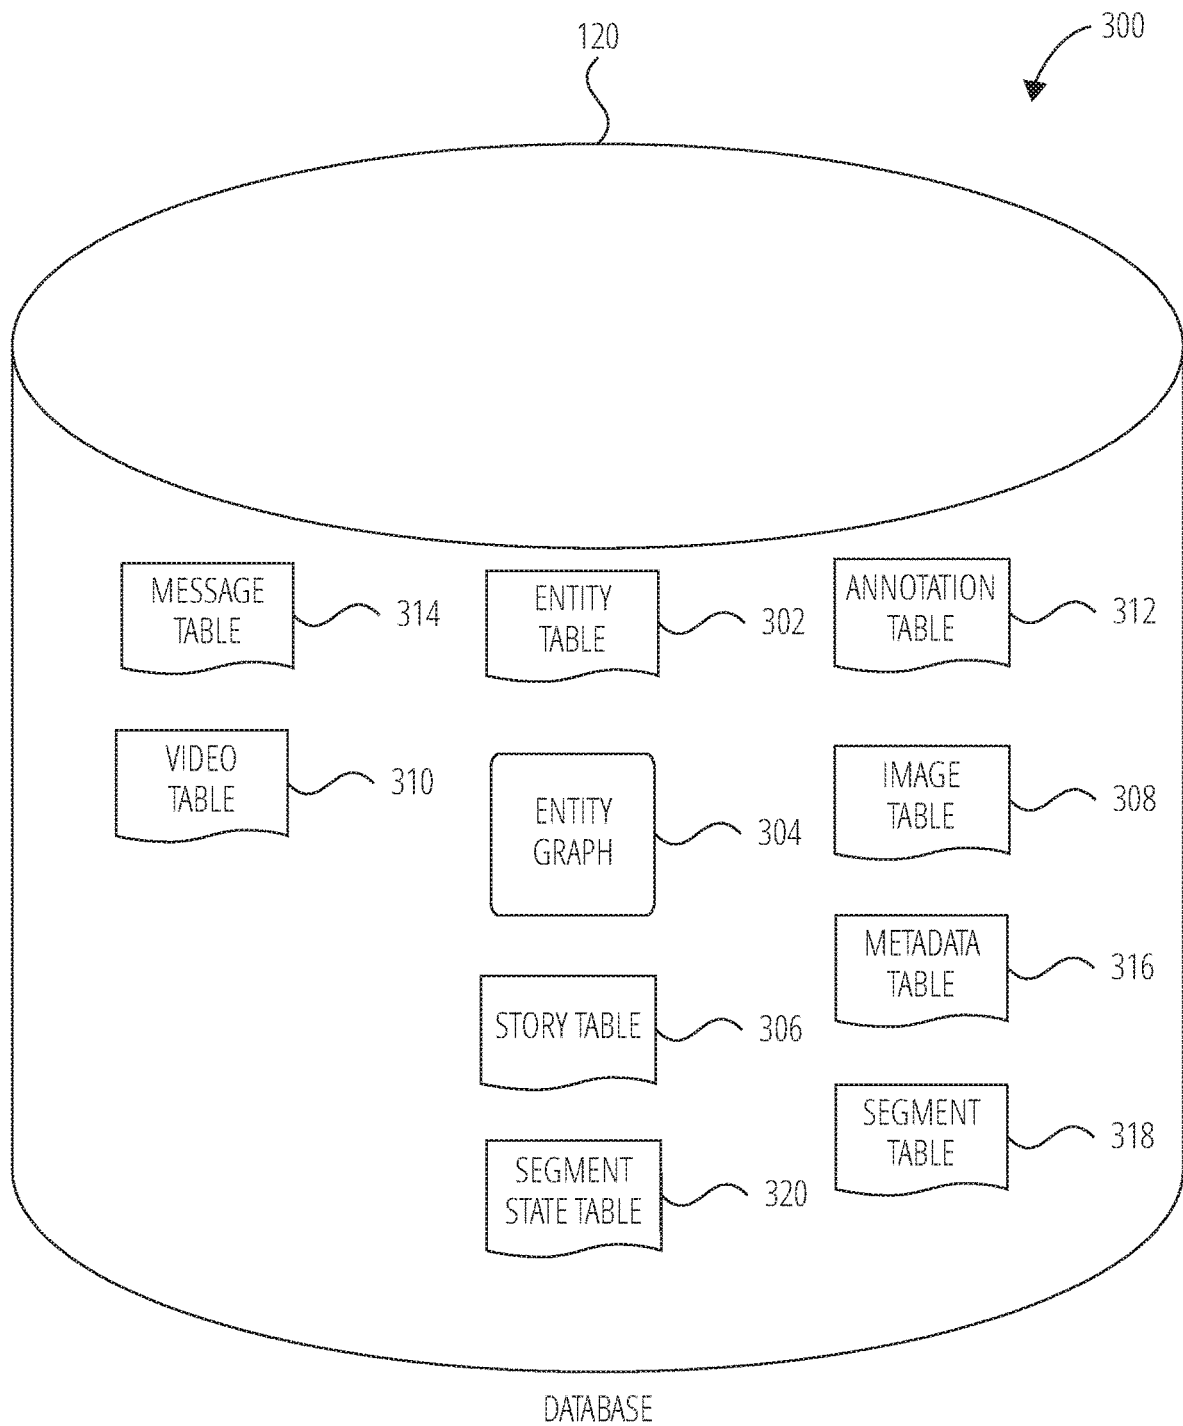 120
300
MESSAGE
TABLE
314
ENTITY
TABLE
302
ANNOTATION
TABLE
312
VIDEO
TABLE
310
ENTITY
GRAPH
304
IMAGE
TABLE
308
METADATA
TABLE
316
STORY TABLE
306
SEGMENT
TABLE
318
SEGMENT
STATE TABLE
320
DATABASE